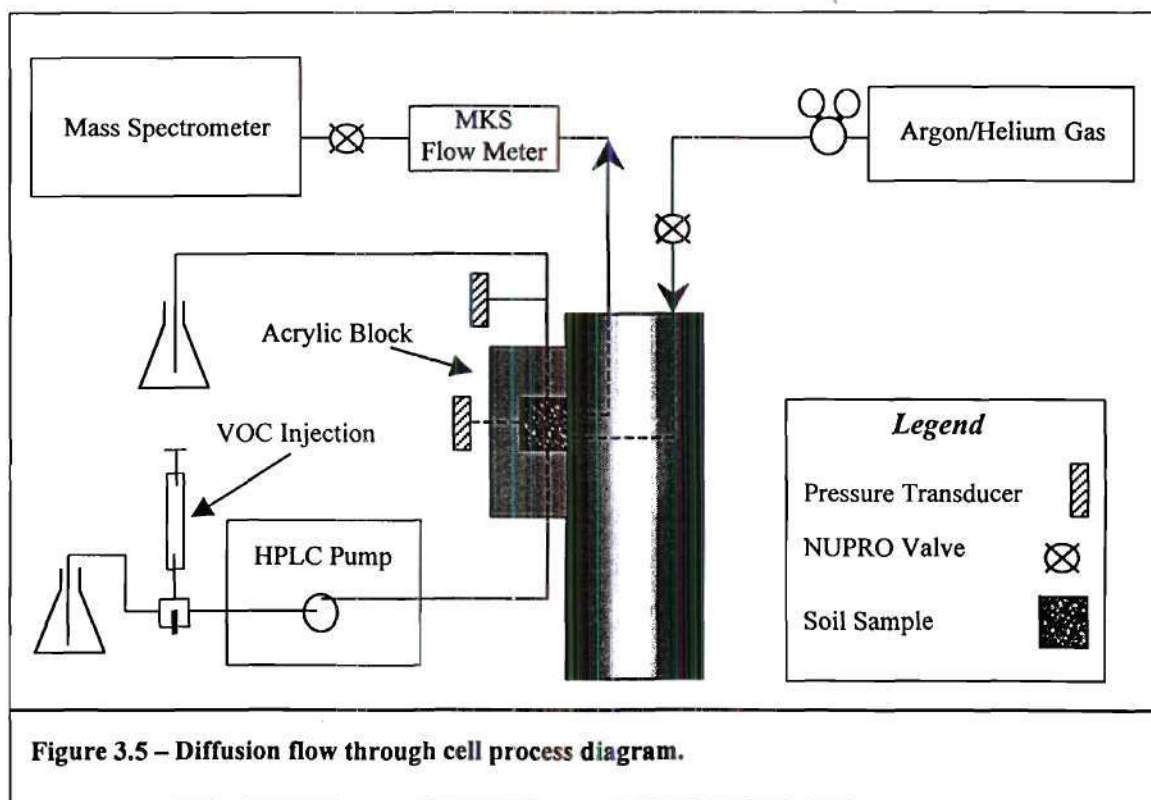 Mass Spectrometer
MKS
Flow Meter
Argon/Helium Gas
Acrylic Block
VOC Injection
HPLC Pump
Legend
Pressure Transducer
NUPRO Valve
Soil Sample
Figure 3.5 – Diffusion flow through cell process diagram.